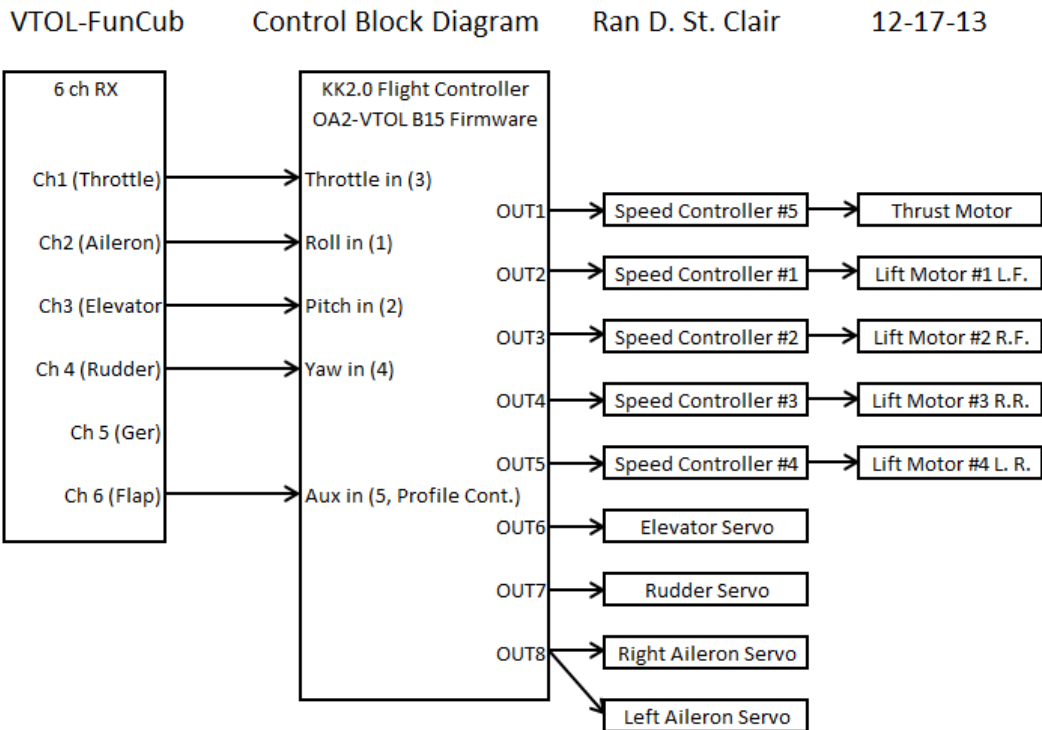 VTOL-FunCub Control Block Diagram Ran D. St. Clair 12-17-13
6 ch RX
Ch1 (Throttle)
Ch2 (Aileron)
Ch3 (Elevator
Ch 4 (Rudder)
Ch 5 (Ger)
Ch 6 (Flap)
KK2.0 Flight Controller
OA2-VTOL B15 Firmware
Throttle in (3)
Roll in (1)
Pitch in (2)
Yaw in (4)
Aux in (5, Profile Cont.)
OUT1
OUT2
OUT3
OUT4
OUT5
OUT6
OUT7
OUT8
Speed Controller #5
Speed Controller #1
Speed Controller #2
Speed Controller #3
Speed Controller #4
Elevator Servo
Rudder Servo
Right Aileron Servo
Left Aileron Servo
Thrust Motor
Lift Motor #1 L.F.
Lift Motor #2 R.F.
Lift Motor #3 R.R.
Lift Motor #4 L. R.